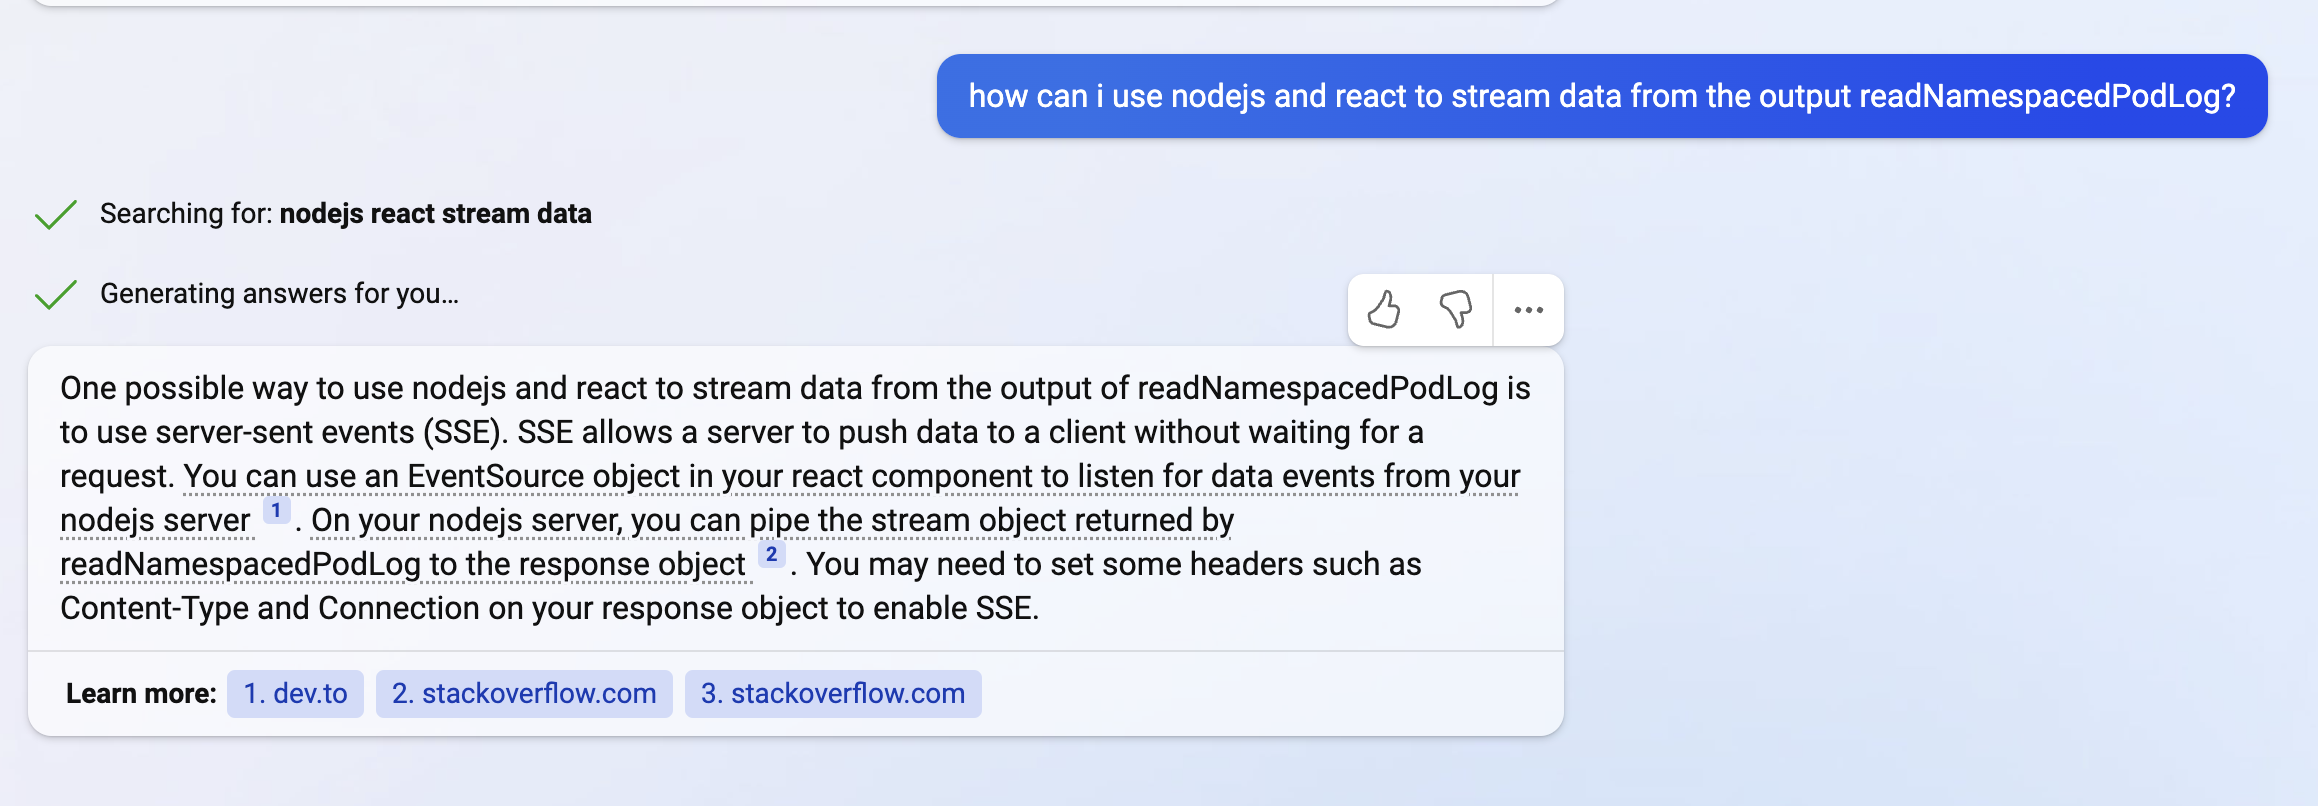 how can i use nodejs and react to stream data from the output readNamespacedPodLog?
Searching for: nodejs react stream data
Generating answers for you...
One possible way to use nodejs and react to stream data from the output of readNamespacedPodLog is
to use server-sent events (SSE). SSE allows a server to push data to a client without waiting for a
request. You can use an EventSource object in your react component to listen for data events from your
nodejs server 1 . On your nodejs server, you can pipe the stream object returned by
readNamespacedPodLog to the response object 2 . You may need to set some headers such as
Content-Type and Connection on your response object to enable SSE.
Learn more: 1. dev.to 2. stackoverflow.com 3. stackoverflow.com